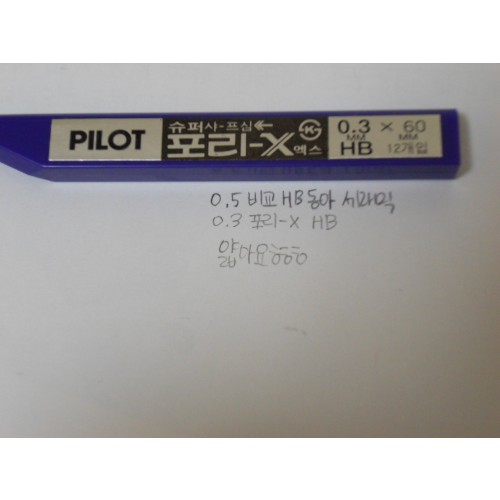 PILOT
슈퍼샤-프심
포리-X 엑스
0.3 MM × 60 MM
HB 12개입
0.5 비교 HB 동아 세라믹
0.3 포리-X HB
얇다요ㅎㅎㅎ